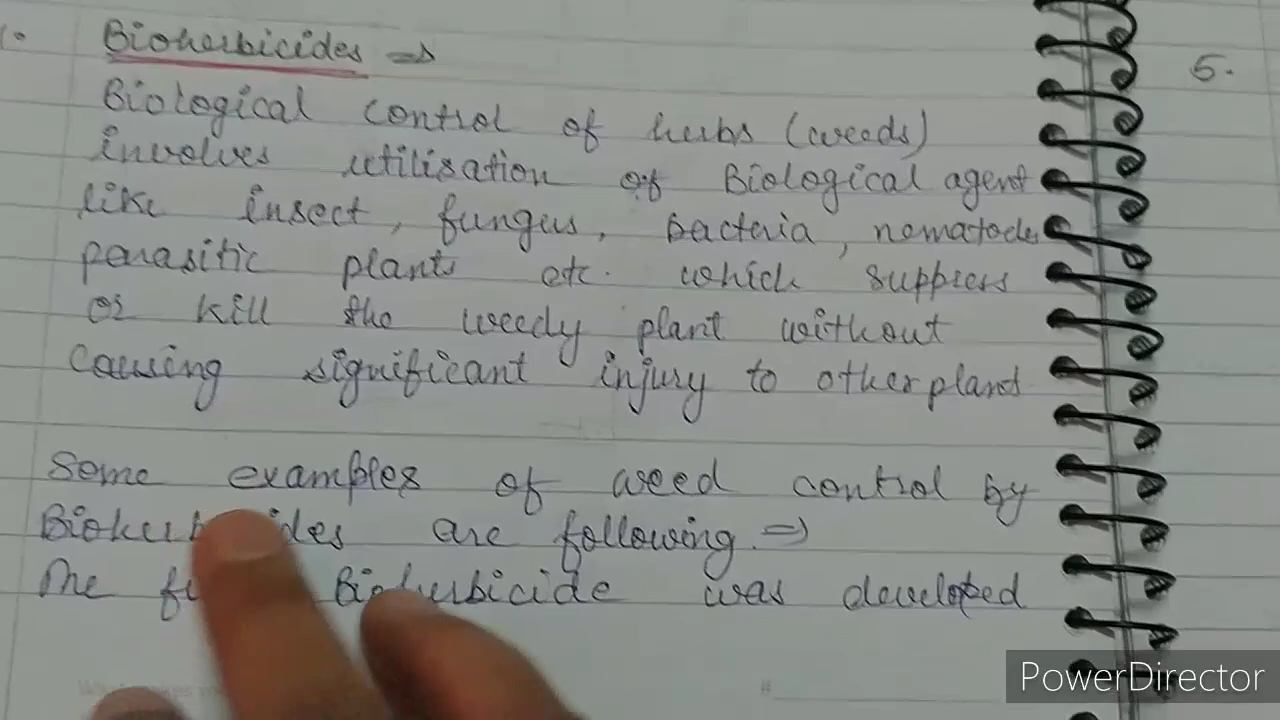 Bioherbicides ⇒
5.
Biological control of herbs (weeds)
involves utilisation of Biological agent
like insect, fungus, bacteria, nematode
parasitic plants etc. which suppress
or kill the weedy plant without
causing significant injury to other plants
Some examples of weed control by
Bioherbicides are following. ⇒
The Bioherbicide was developed
PowerDirector